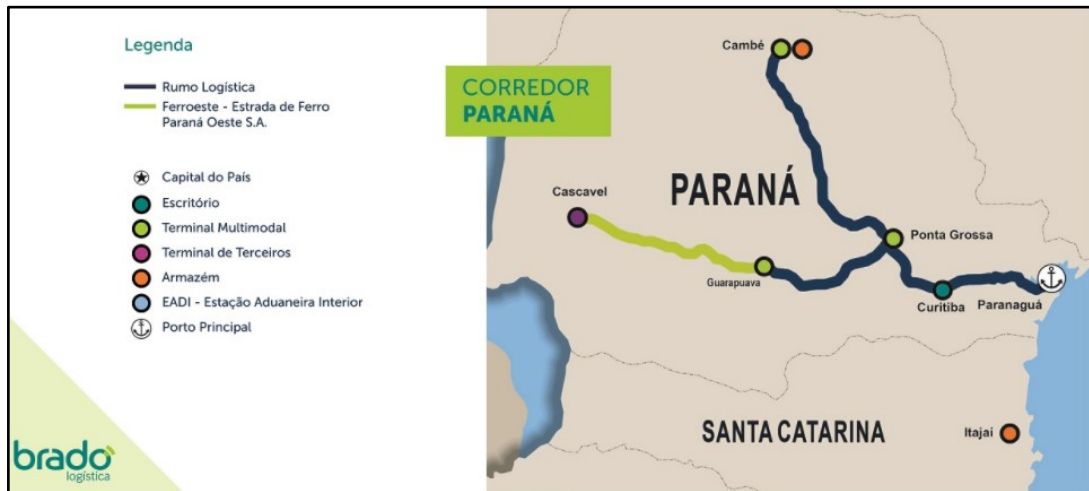 Legenda
Rumo Logística
Ferroeste - Estrada de Ferro
Paraná Oeste S.A.
Capital do País
Escritório
Terminal Multimodal
Terminal de Terceiros
Armazém
EADI - Estação Aduaneira Interior
Porto Principal
brado
logística
CORREDOR
PARANÁ
Cambé
PARANÁ
Cascavel
Ponta Grossa
Guarapuava
Curitiba
Paranaguá
SANTA CATARINA
Itajaí